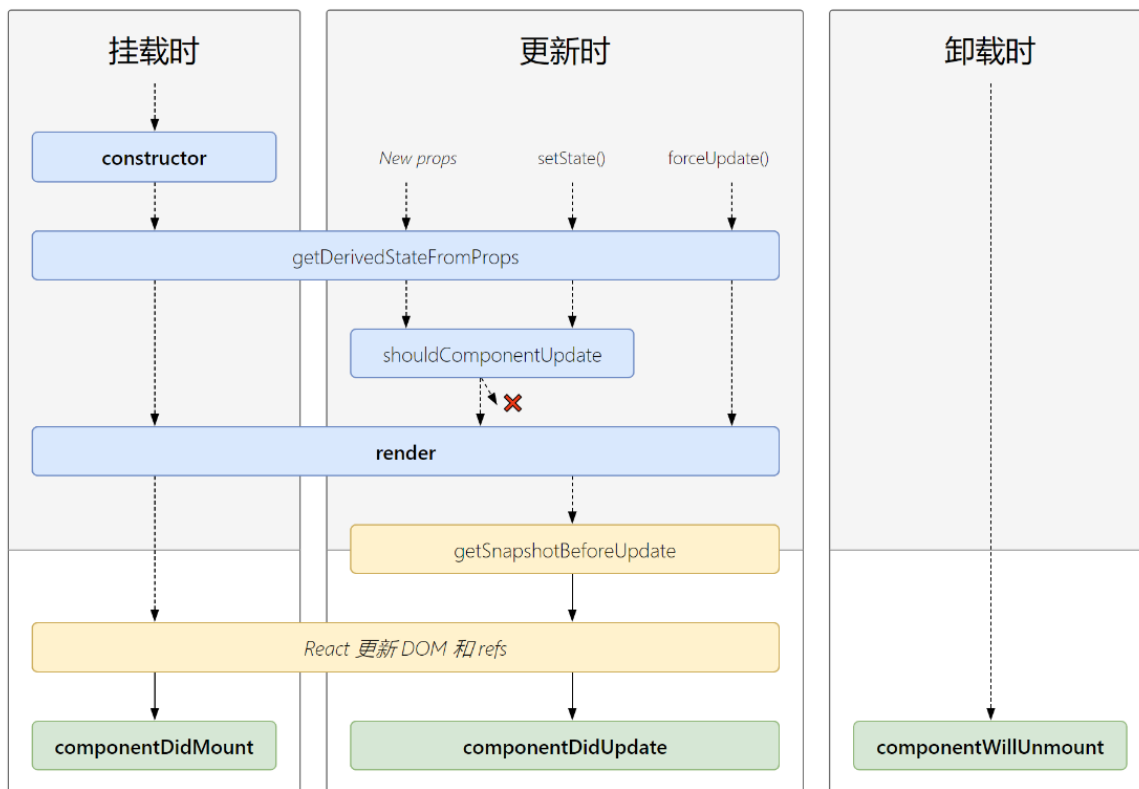 挂载时
更新时
卸载时
constructor
New props
setState()
forceUpdate()
getDerivedStateFromProps
shouldComponentUpdate
render
getSnapshotBeforeUpdate
React 更新 DOM 和 refs
componentDidMount
componentDidUpdate
componentWillUnmount